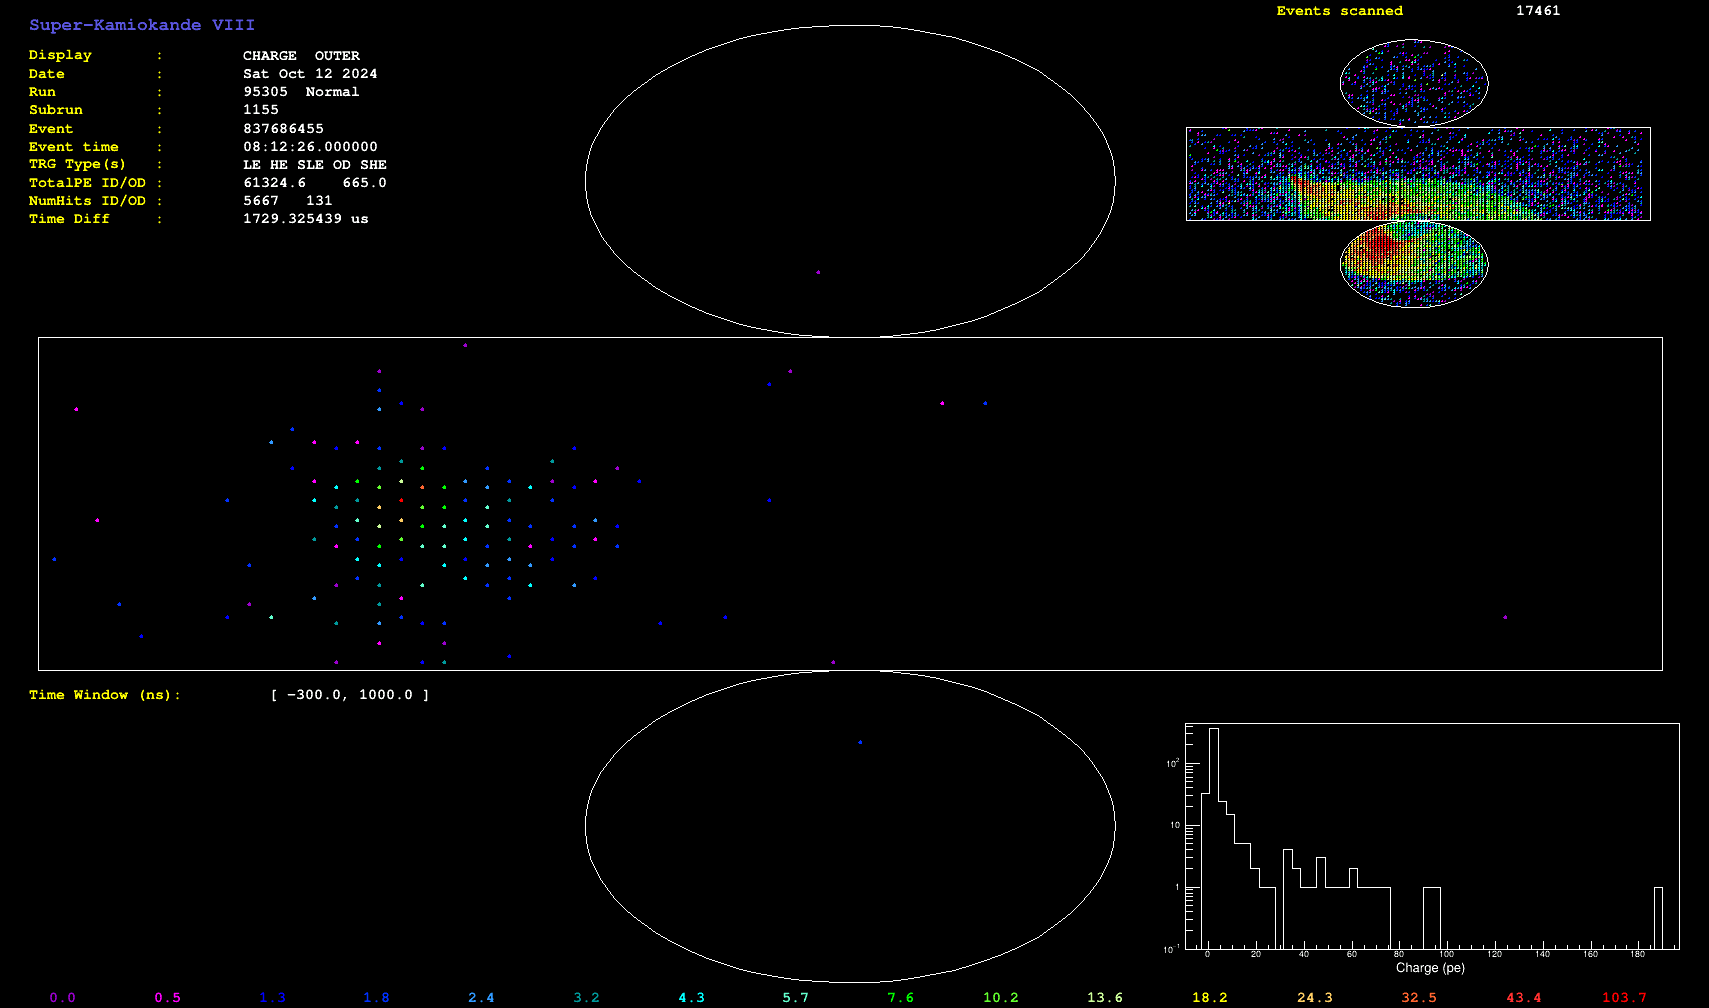 Super-Kamiokande VIII
Events scanned 17461
Display : CHARGE OUTER
Date : Sat Oct 12 2024
Run : 95305 Normal
Subrun : 1155
Event : 837686455
Event time : 08:12:26.000000
TRG Type(s) : LE HE SLE OD SHE
TotalPE ID/OD : 61324.6 665.0
NumHits ID/OD : 5667 131
Time Diff : 1729.325439 us
Time Window (ns): [ -300.0, 1000.0 ]
10²
10
1
10⁻¹
0 20 40 60 80 100 120 140 160 180
Charge (pe)
0.0 0.5 1.3 1.8 2.4 3.2 4.3 5.7 7.6 10.2 13.6 18.2 24.3 32.5 43.4 103.7